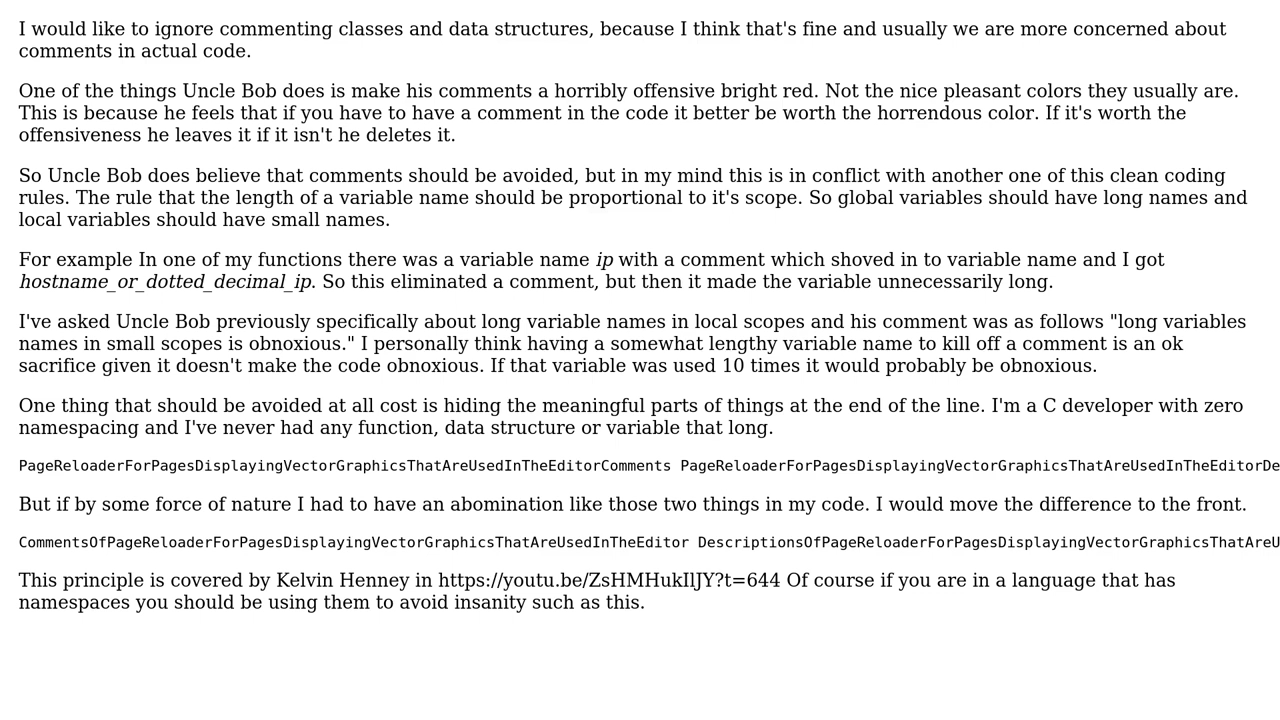 I would like to ignore commenting classes and data structures, because I think that's fine and usually we are more concerned about
comments in actual code.
One of the things Uncle Bob does is make his comments a horribly offensive bright red. Not the nice pleasant colors they usually are.
This is because he feels that if you have to have a comment in the code it better be worth the horrendous color. If it's worth the
offensiveness he leaves it if it isn't he deletes it.
So Uncle Bob does believe that comments should be avoided, but in my mind this is in conflict with another one of this clean coding
rules. The rule that the length of a variable name should be proportional to it's scope. So global variables should have long names and
local variables should have small names.
For example In one of my functions there was a variable name ip with a comment which shoved in to variable name and I got
hostname_or_dotted_decimal_ip. So this eliminated a comment, but then it made the variable unnecessarily long.
I've asked Uncle Bob previously specifically about long variable names in local scopes and his comment was as follows "long variables
names in small scopes is obnoxious." I personally think having a somewhat lengthy variable name to kill off a comment is an ok
sacrifice given it doesn't make the code obnoxious. If that variable was used 10 times it would probably be obnoxious.
One thing that should be avoided at all cost is hiding the meaningful parts of things at the end of the line. I'm a C developer with zero
namespacing and I've never had any function, data structure or variable that long.
PageReloaderForPagesDisplayingVectorGraphicsThatAreUsedInTheEditorComments PageReloaderForPagesDisplayingVectorGraphicsThatAreUsedInTheEditorDe
But if by some force of nature I had to have an abomination like those two things in my code. I would move the difference to the front.
CommentsOfPageReloaderForPagesDisplayingVectorGraphicsThatAreUsedInTheEditor DescriptionsOfPageReloaderForPagesDisplayingVectorGraphicsThatAreU
This principle is covered by Kelvin Henney in https://youtu.be/ZsHMHukIlJY?t=644 Of course if you are in a language that has
namespaces you should be using them to avoid insanity such as this.